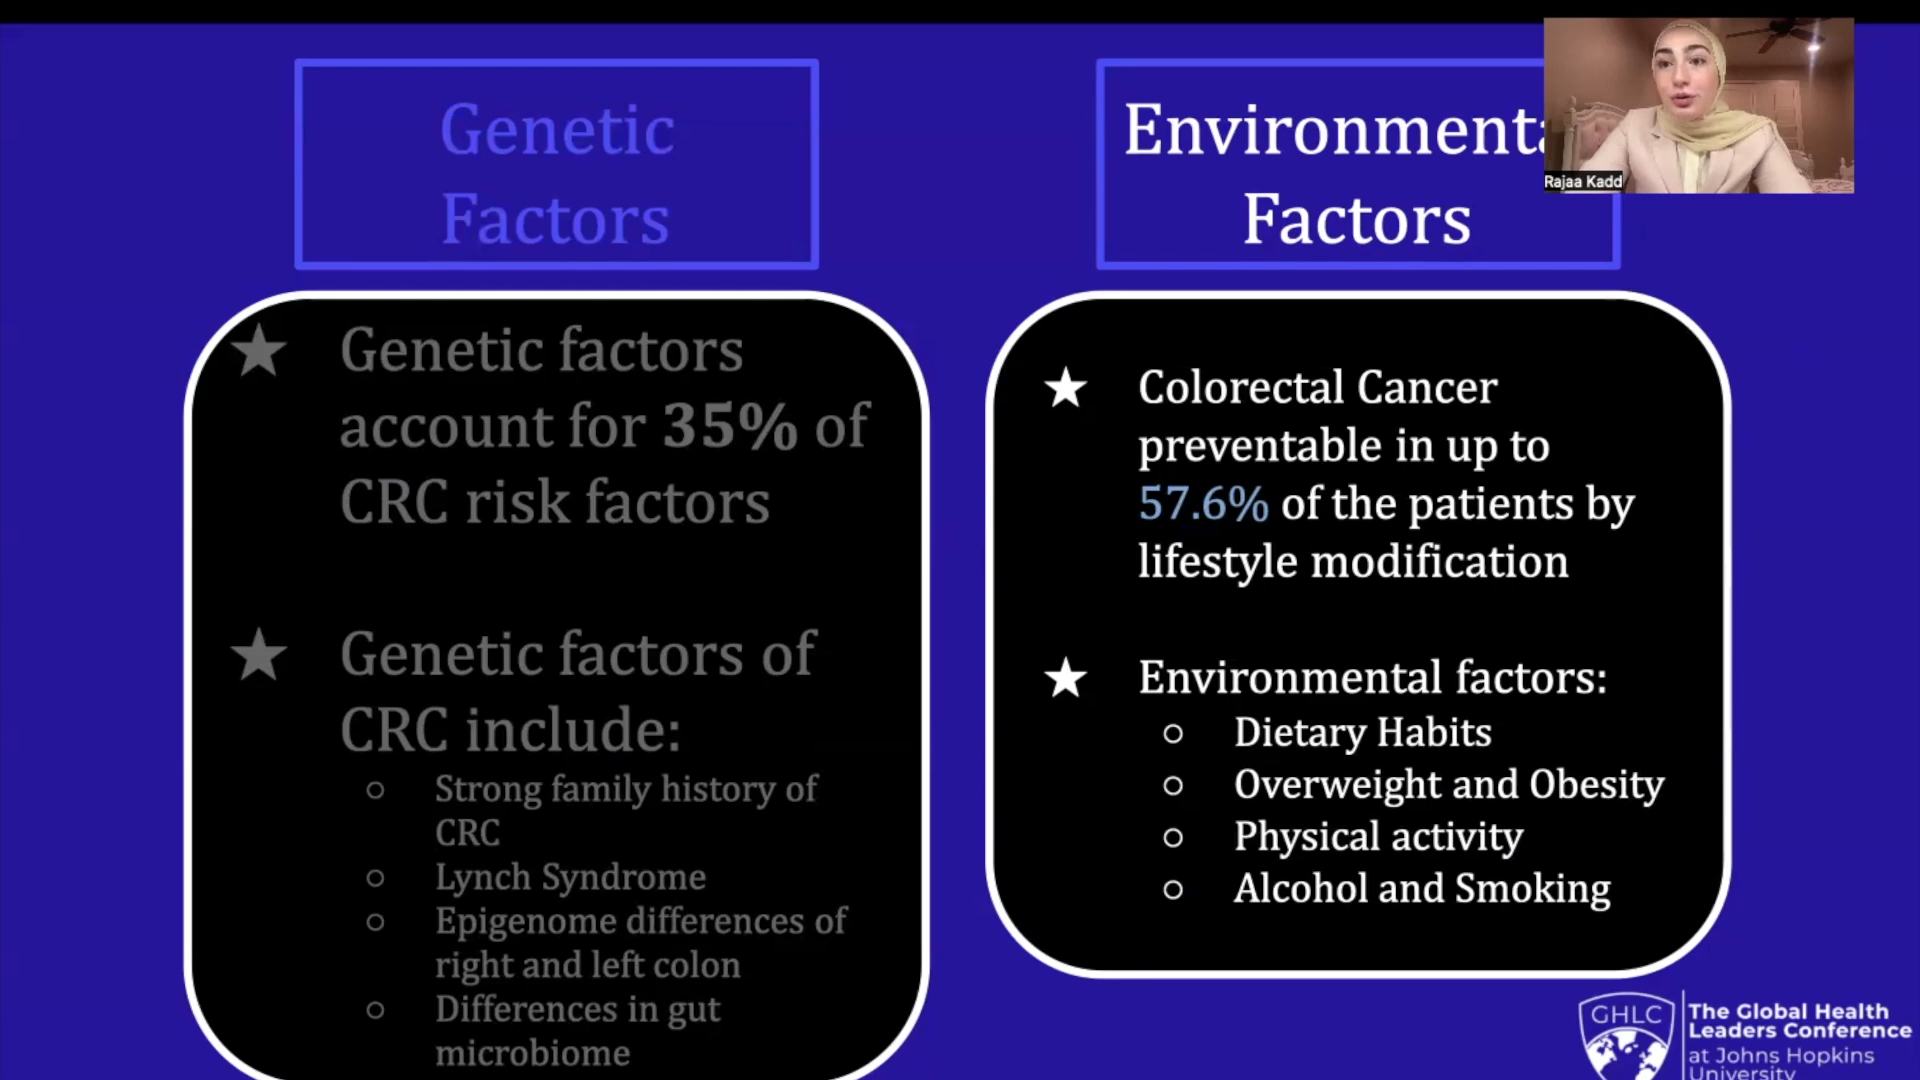 Genetic
Factors
★ Genetic factors
account for 35% of
CRC risk factors
★ Genetic factors of
CRC include:
○ Strong family history of
CRC
○ Lynch Syndrome
○ Epigenome differences of
right and left colon
○ Differences in gut
microbiome
Environmenta
Factors
★ Colorectal Cancer
preventable in up to
57.6% of the patients by
lifestyle modification
★ Environmental factors:
○ Dietary Habits
○ Overweight and Obesity
○ Physical activity
○ Alcohol and Smoking
Rajaa Kadd
GHLC
The Global Health
Leaders Conference
at Johns Hopkins
University